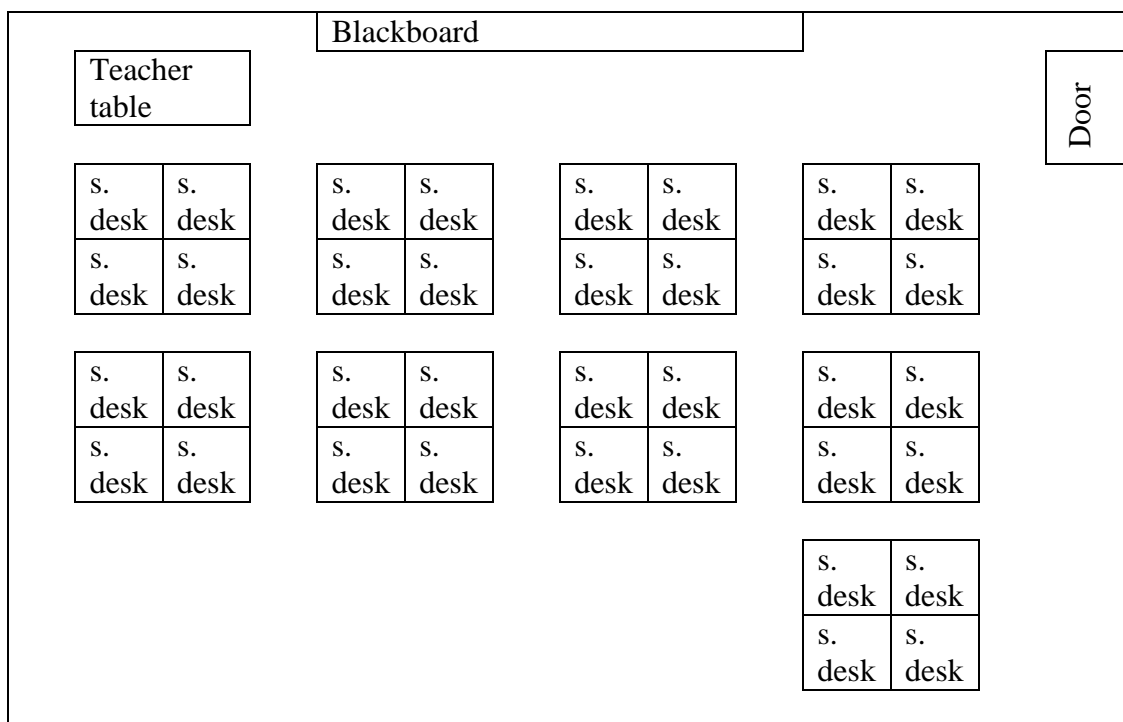 Blackboard
Teacher
table
Door
s. s. s. s. s. s. s. s.
desk desk desk desk desk desk desk desk
s. s. s. s. s. s. s. s.
desk desk desk desk desk desk desk desk
s. s. s. s. s. s. s. s.
desk desk desk desk desk desk desk desk
s. s. s. s. s. s. s. s.
desk desk desk desk desk desk desk desk
s. s.
desk desk
s. s.
desk desk